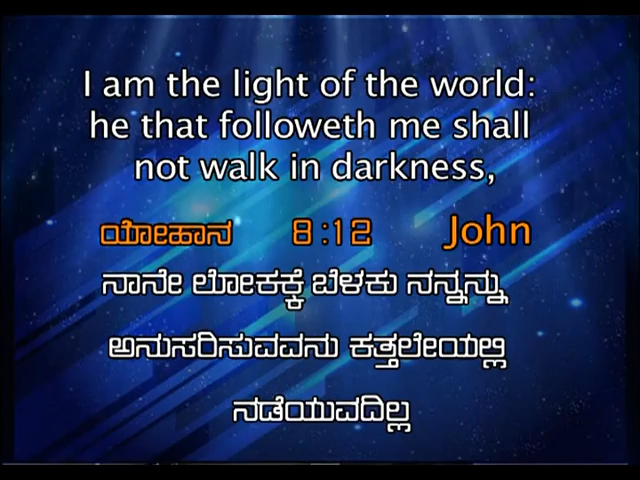 I am the light of the world:
he that followeth me shall
not walk in darkness,
ಯೋಹಾನ 8:12 John
ನಾನೇ ಲೋಕಕ್ಕೆ ಬೆಳಕು ನನ್ನನ್ನು
ಅನುಸರಿಸುವವನು ಕತ್ತಲೇಯಲ್ಲಿ
ನಡೆಯುವದಿಲ್ಲ